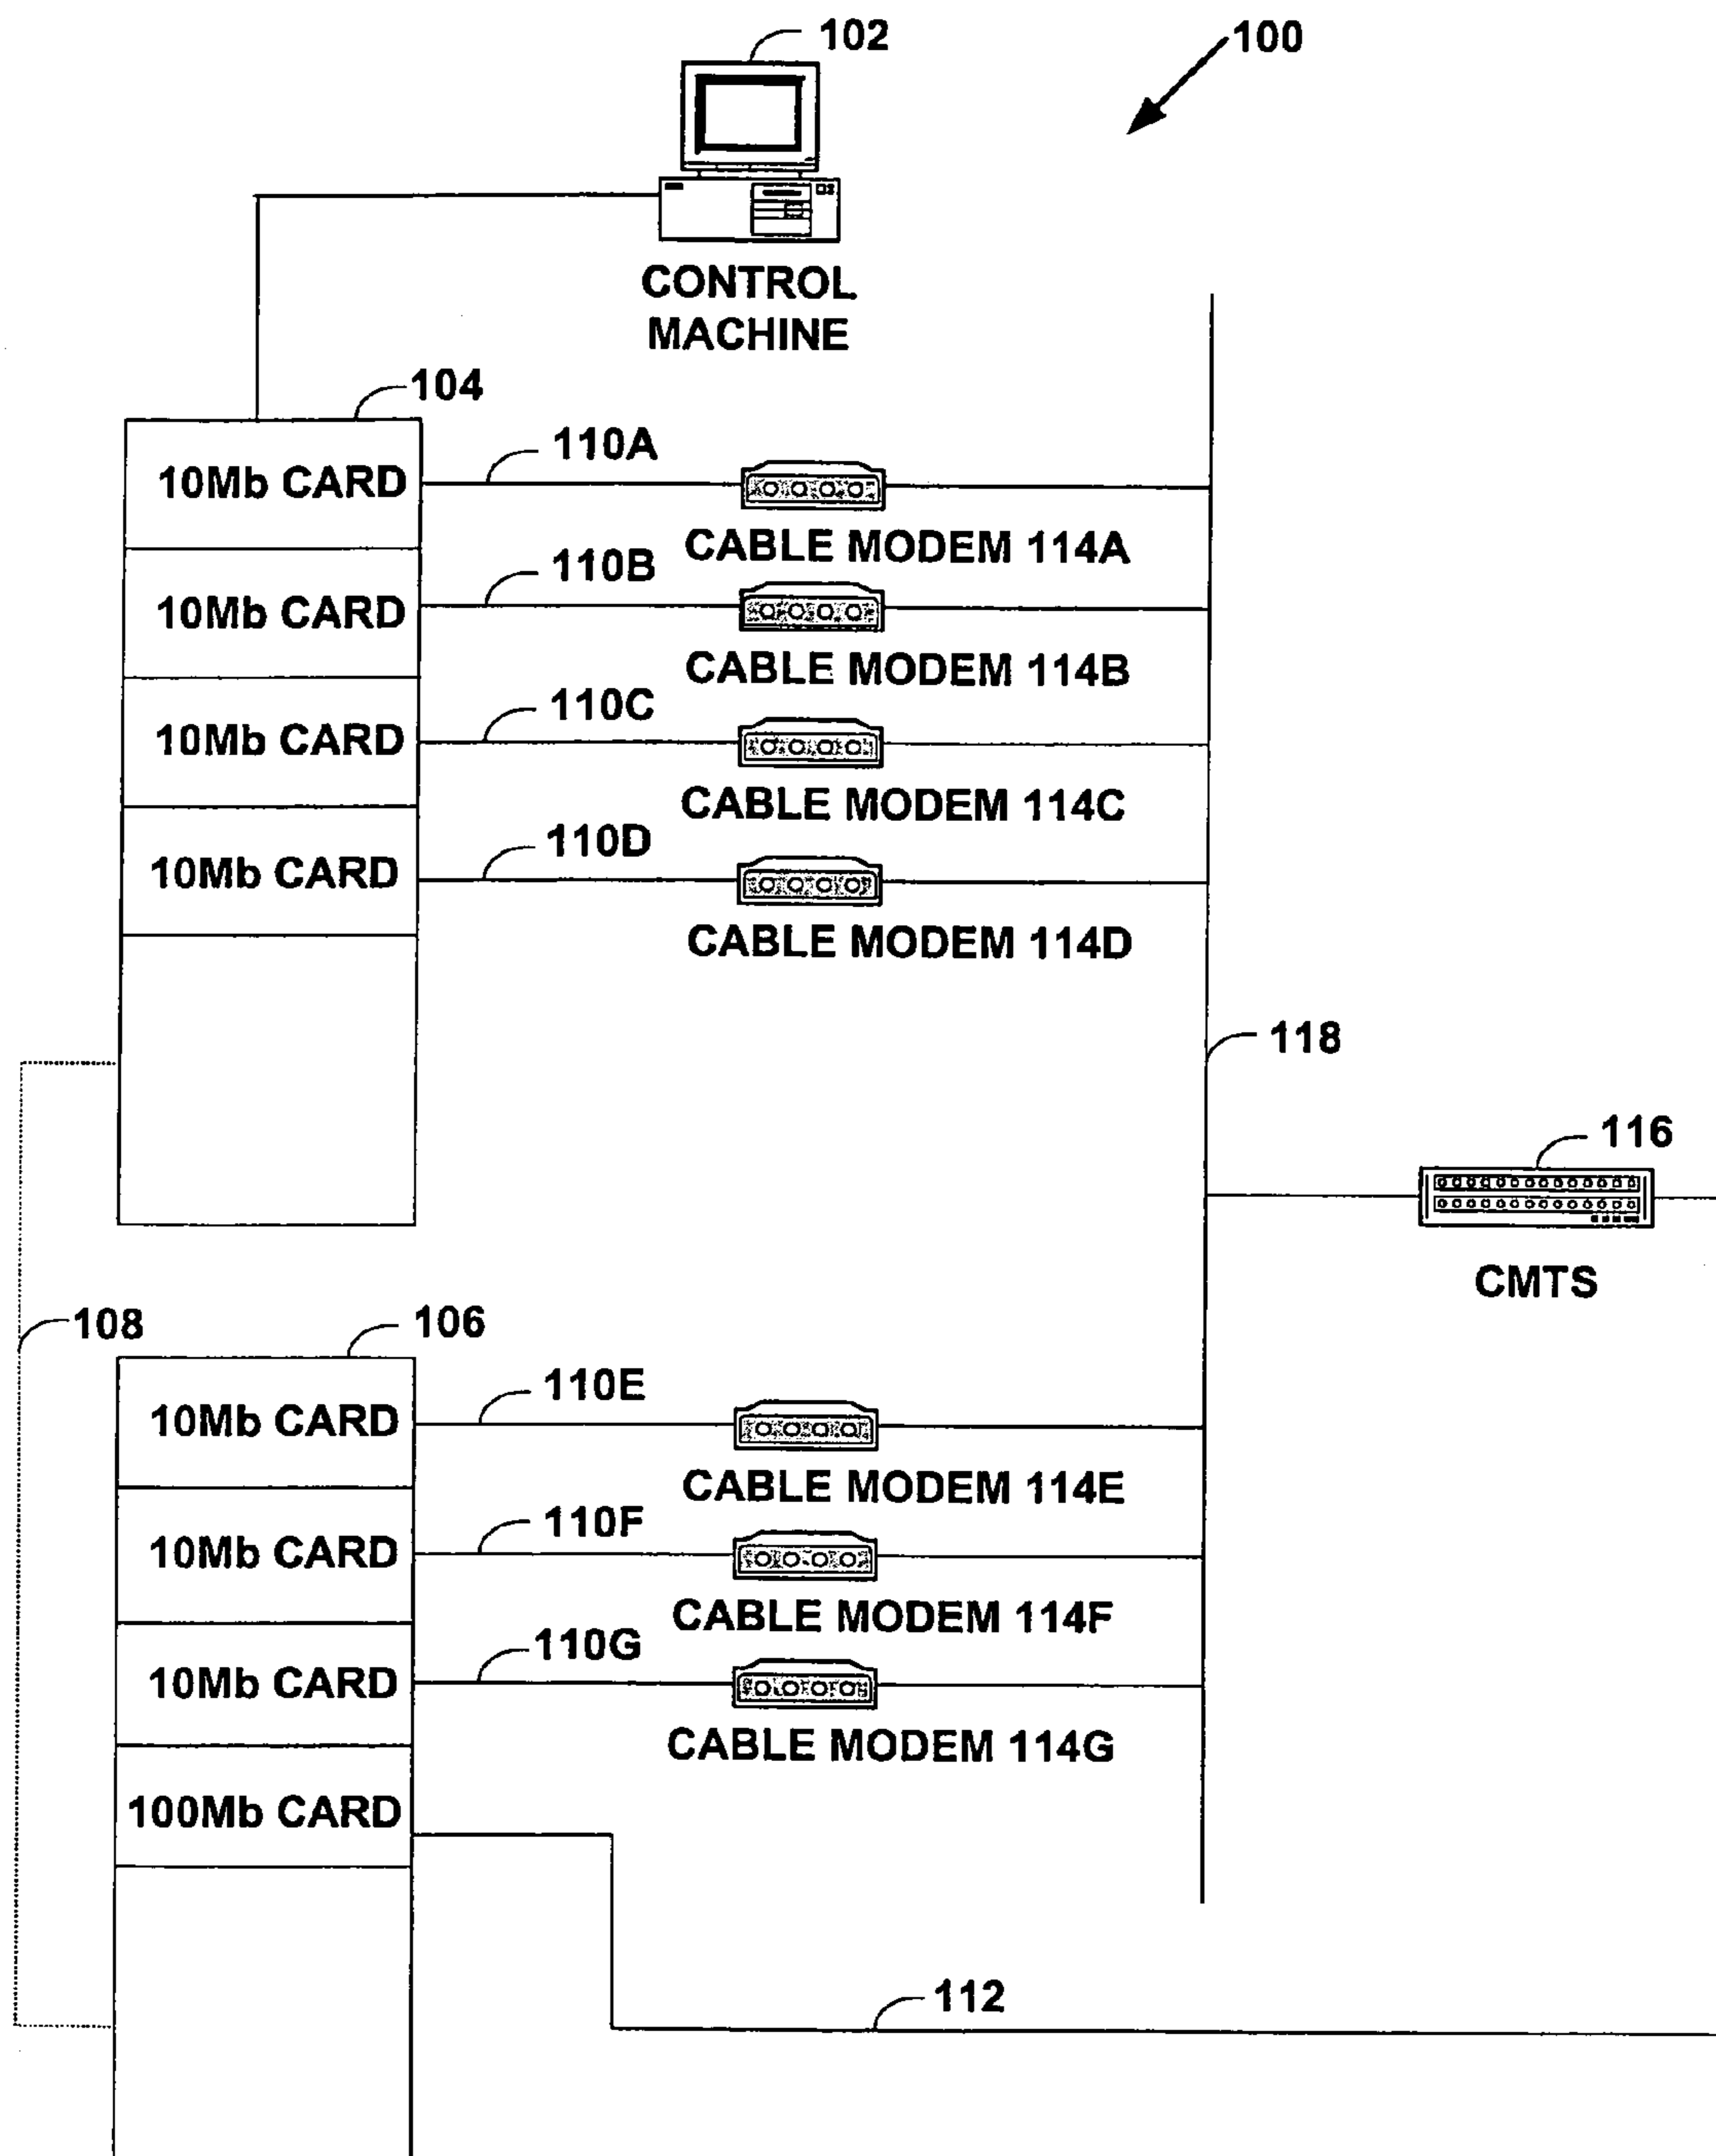 102
100
CONTROL
MACHINE
104
10Mb CARD
110A
CABLE MODEM 114A
10Mb CARD
110B
CABLE MODEM 114B
10Mb CARD
110C
CABLE MODEM 114C
10Mb CARD
110D
CABLE MODEM 114D
118
116
CMTS
108
106
10Mb CARD
110E
CABLE MODEM 114E
10Mb CARD
110F
CABLE MODEM 114F
10Mb CARD
110G
CABLE MODEM 114G
100Mb CARD
112